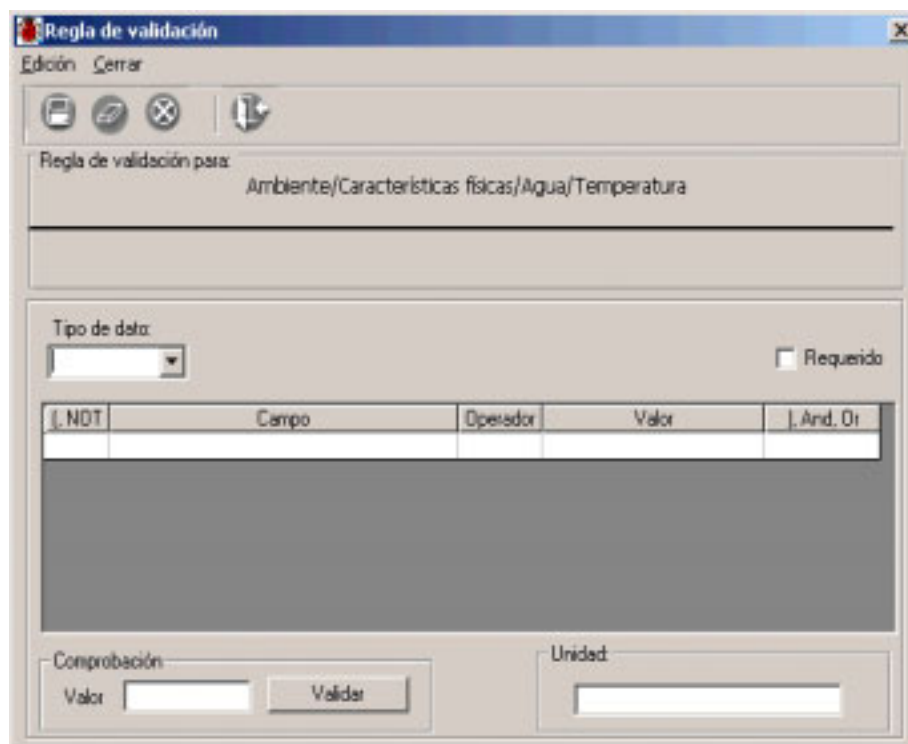 Regla de validación
Edición Cerrar
Regla de validación para:
Ambiente/Características físicas/Agua/Temperatura
Tipo de dato:
Requerido
(, NOT Campo Operador Valor ), And, Or
Comprobación
Unidad:
Valor Validar